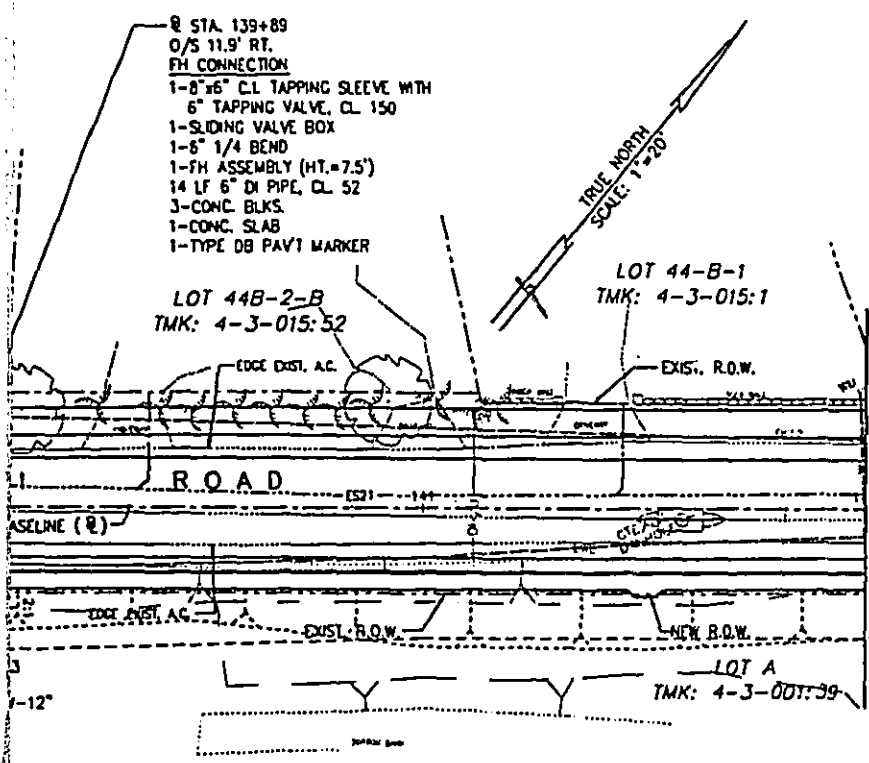 ℄ STA. 139+89
O/S 11.9' RT.
FH CONNECTION
1-8"x6" C.I. TAPPING SLEEVE WITH
6" TAPPING VALVE, CL 150
1-SLIDING VALVE BOX
1-6" 1/4 BEND
1-FH ASSEMBLY (HT.=7.5')
14 LF 6" DI PIPE, CL. 52
3-CONC. BLKS.
1-CONC. SLAB
1-TYPE DB PAV'T MARKER
TRUE NORTH
SCALE: 1"=20'
LOT 44B-2-B
TMK: 4-3-015:52
LOT 44-B-1
TMK: 4-3-015:1
EDGE EXIST. A.C.
EXIST. R.O.W.
ROAD
ES21
141
ASELINE (℄)
EDGE EXIST. A.C.
EXIST. R.O.W.
NEW R.O.W.
3
LOT A
TMK: 4-3-001:39
-12"